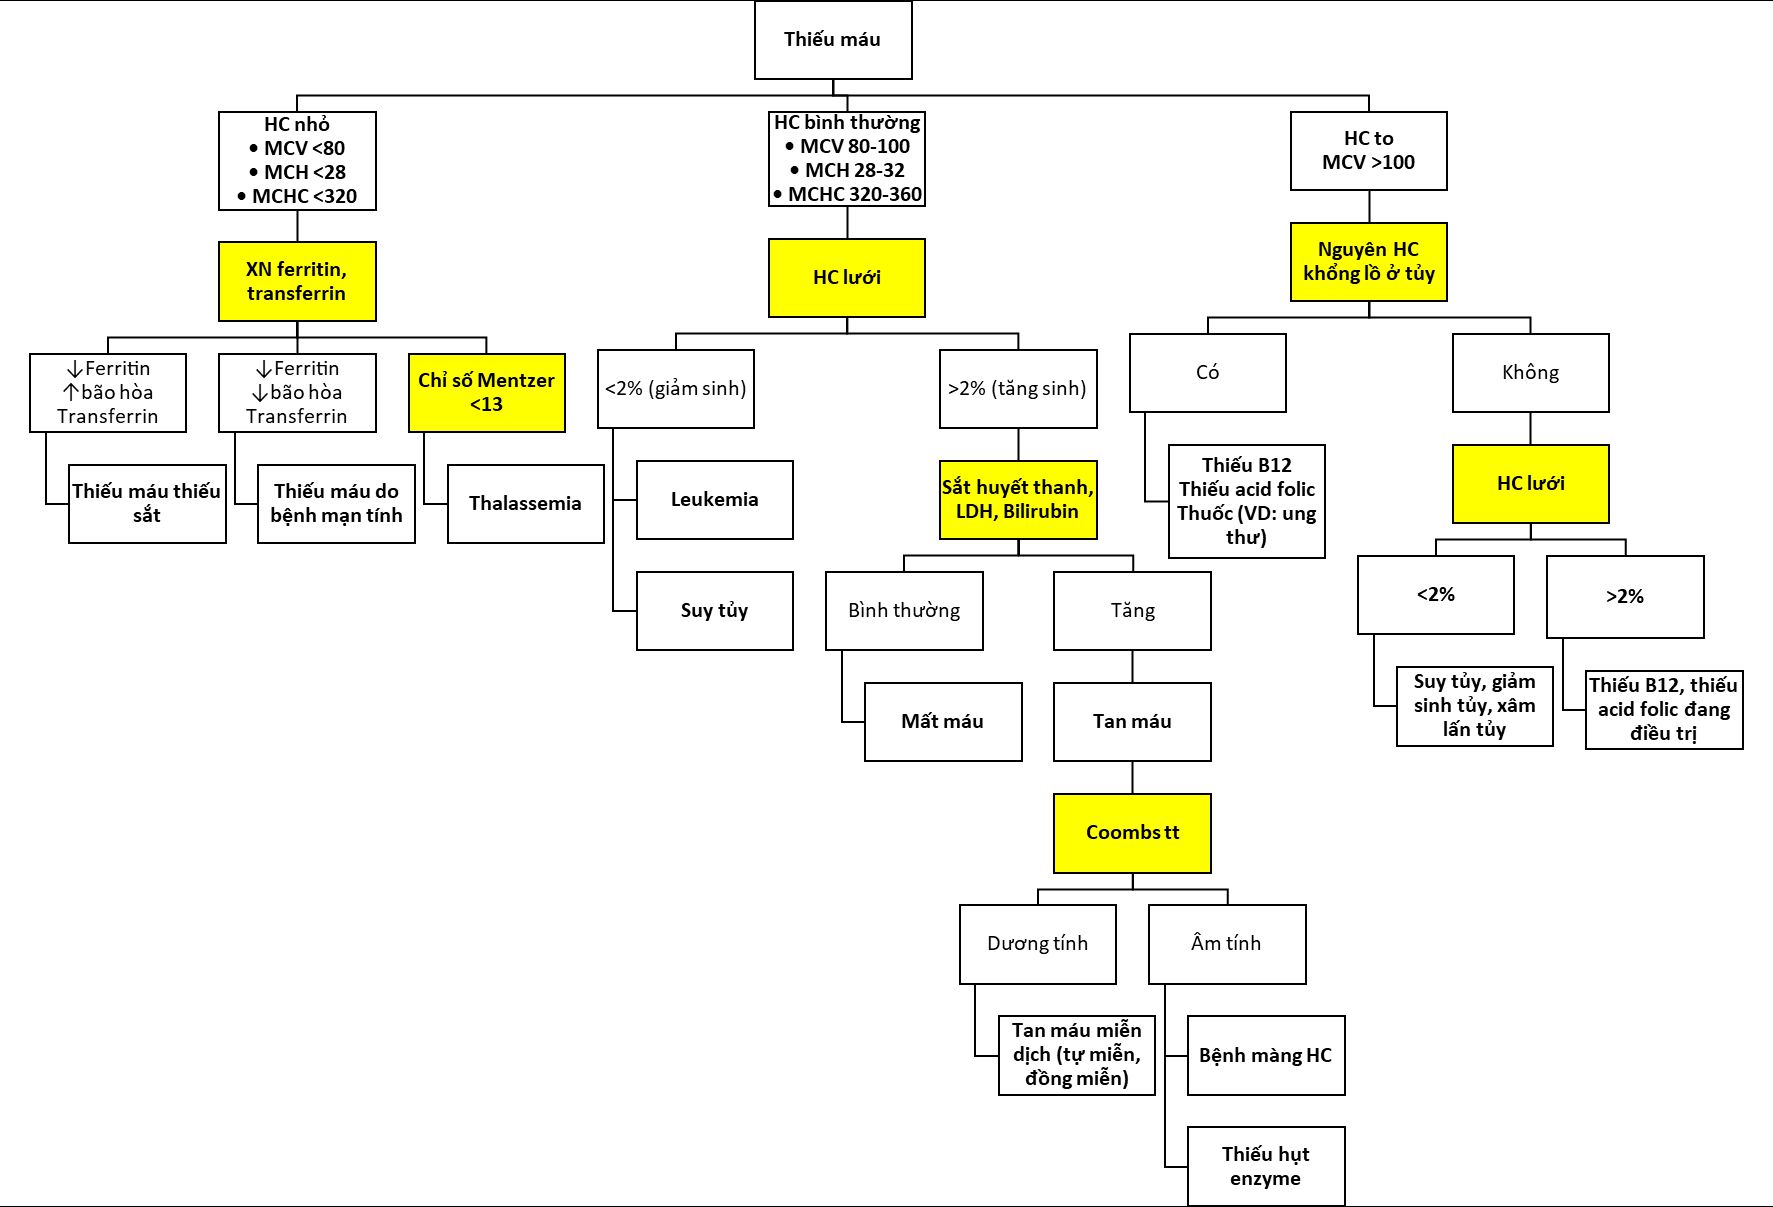 Thiếu máu
HC nhỏ
• MCV <80
• MCH <28
• MCHC <320
HC bình thường
• MCV 80-100
• MCH 28-32
• MCHC 320-360
HC to
MCV >100
XN ferritin,
transferrin
HC lưới
Nguyên HC
khổng lồ ở tủy
↓Ferritin
↑bão hòa
Transferrin
↓Ferritin
↓bão hòa
Transferrin
Chỉ số Mentzer
<13
<2% (giảm sinh)
>2% (tăng sinh)
Có
Không
Thiếu máu thiếu
sắt
Thiếu máu do
bệnh mạn tính
Thalassemia
Leukemia
Suy tủy
Sắt huyết thanh,
LDH, Bilirubin
Thiếu B12
Thiếu acid folic
Thuốc (VD: ung
thư)
HC lưới
Bình thường
Tăng
<2%
>2%
Mất máu
Tan máu
Suy tủy, giảm
sinh tủy, xâm
lấn tủy
Thiếu B12, thiếu
acid folic đang
điều trị
Coombs tt
Dương tính
Âm tính
Tan máu miễn
dịch (tự miễn,
đồng miễn)
Bệnh màng HC
Thiếu hụt
enzyme